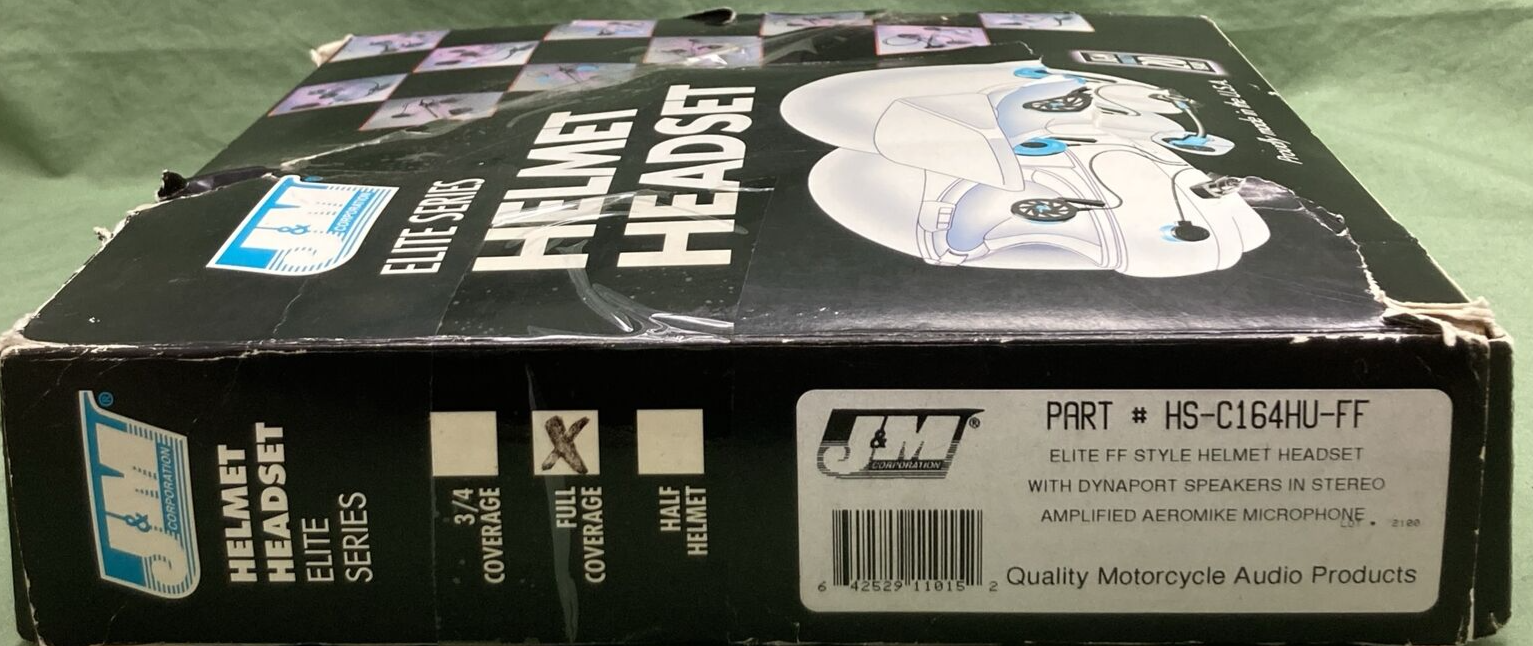 J&M
CORPORATION
ELITE SERIES
HELMET
HEADSET
Proudly made in the U.S.A.
J&M®
CORPORATION
HELMET
HEADSET
ELITE
SERIES
3/4
COVERAGE
X
FULL
COVERAGE
HALF
HELMET
J&M®
CORPORATION
PART # HS-C164HU-FF
ELITE FF STYLE HELMET HEADSET
WITH DYNAPORT SPEAKERS IN STEREO
AMPLIFIED AEROMIKE MICROPHONE
LOT # 2100
6 42529 11015 2
Quality Motorcycle Audio Products